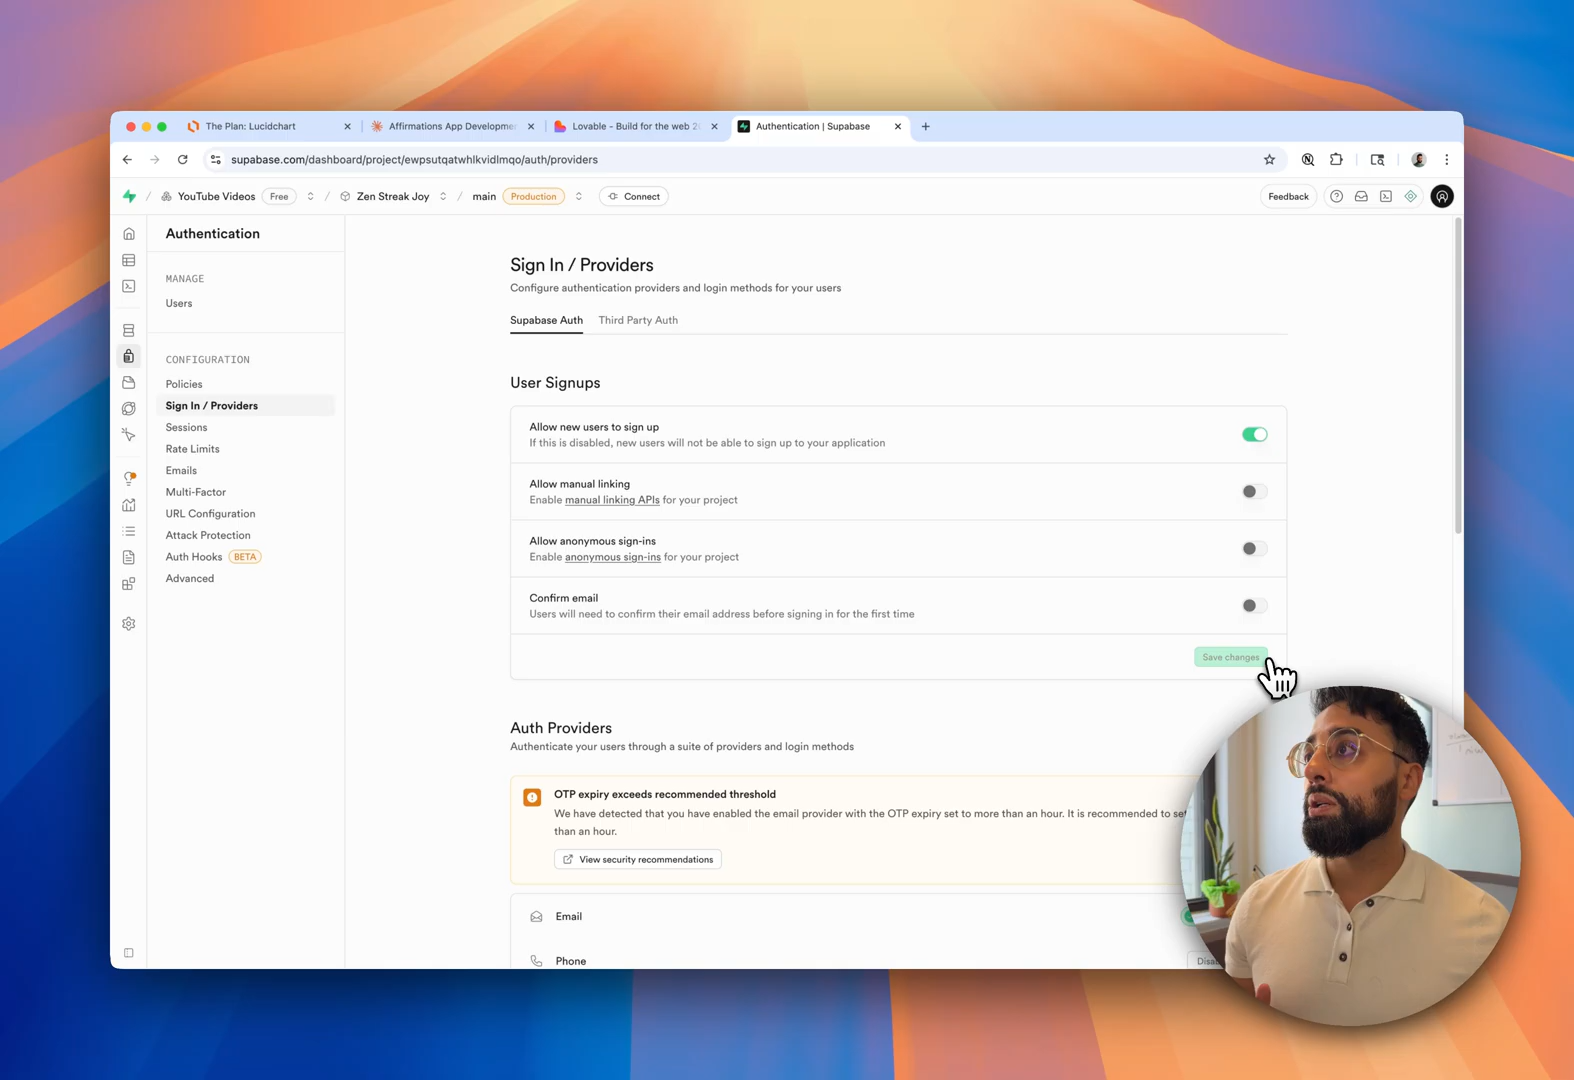 The Plan: Lucidchart
Affirmations App Developmer
Lovable - Build for the web 2
Authentication | Supabase
supabase.com/dashboard/project/ewpsutqatwhlkvidlmqo/auth/providers
YouTube Videos Free / Zen Streak Joy / main Production Connect
Feedback
Authentication
MANAGE
Users
CONFIGURATION
Policies
Sign In / Providers
Sessions
Rate Limits
Emails
Multi-Factor
URL Configuration
Attack Protection
Auth Hooks BETA
Advanced
Sign In / Providers
Configure authentication providers and login methods for your users
Supabase Auth Third Party Auth
User Signups
Allow new users to sign up
If this is disabled, new users will not be able to sign up to your application
Allow manual linking
Enable manual linking APIs for your project
Allow anonymous sign-ins
Enable anonymous sign-ins for your project
Confirm email
Users will need to confirm their email address before signing in for the first time
Save changes
Auth Providers
Authenticate your users through a suite of providers and login methods
OTP expiry exceeds recommended threshold
We have detected that you have enabled the email provider with the OTP expiry set to more than an hour. It is recommended to se
than an hour.
View security recommendations
Email
Phone